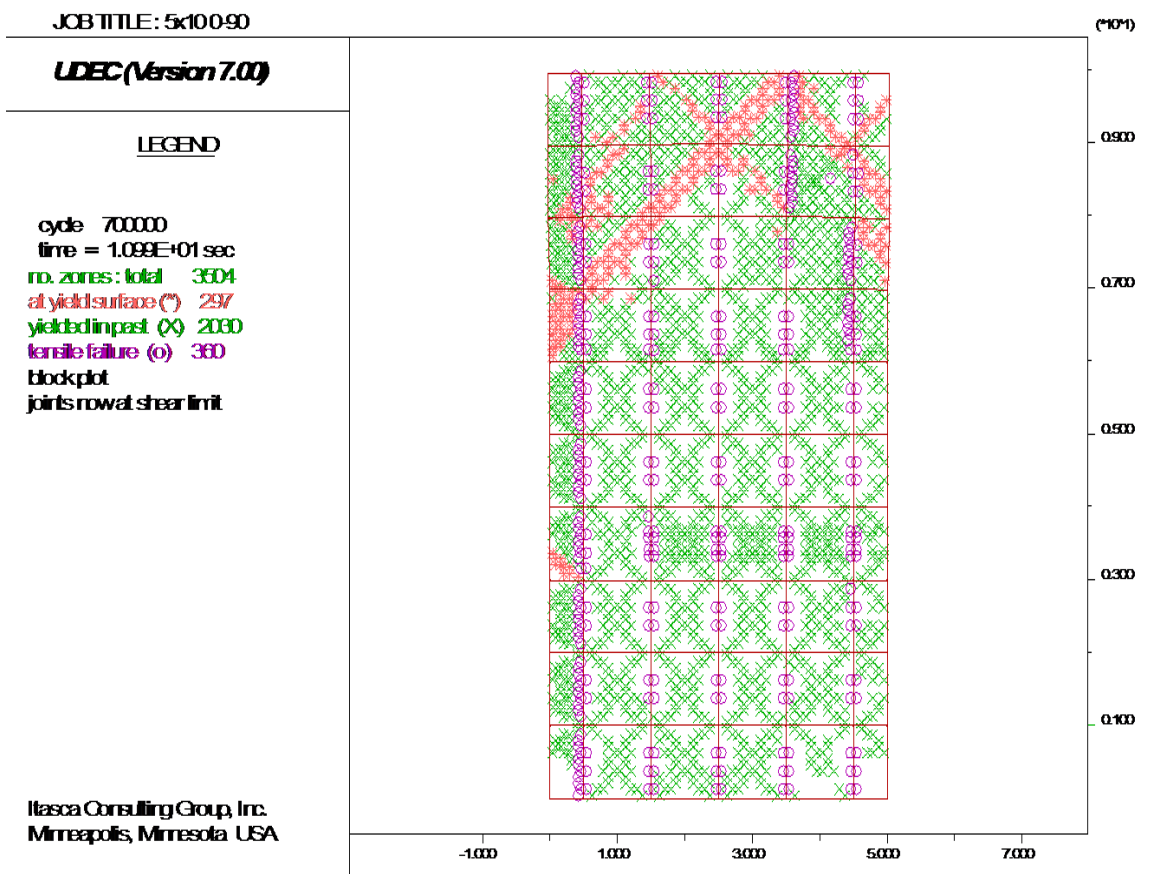 JOB TITLE : 5x10 0-90
(*10^1)
UDEC (Version 7.00)
LEGEND
cycle 700000
time = 1.099E+01 sec
no. zones : total 3504
at yield surface (*) 297
yielded in past (X) 2030
tensile failure (o) 360
block plot
joints now at shear limit
0.900
0.700
0.500
0.300
0.100
Itasca Consulting Group, Inc.
Minneapolis, Minnesota USA
-1.000 1.000 3.000 5.000 7.000